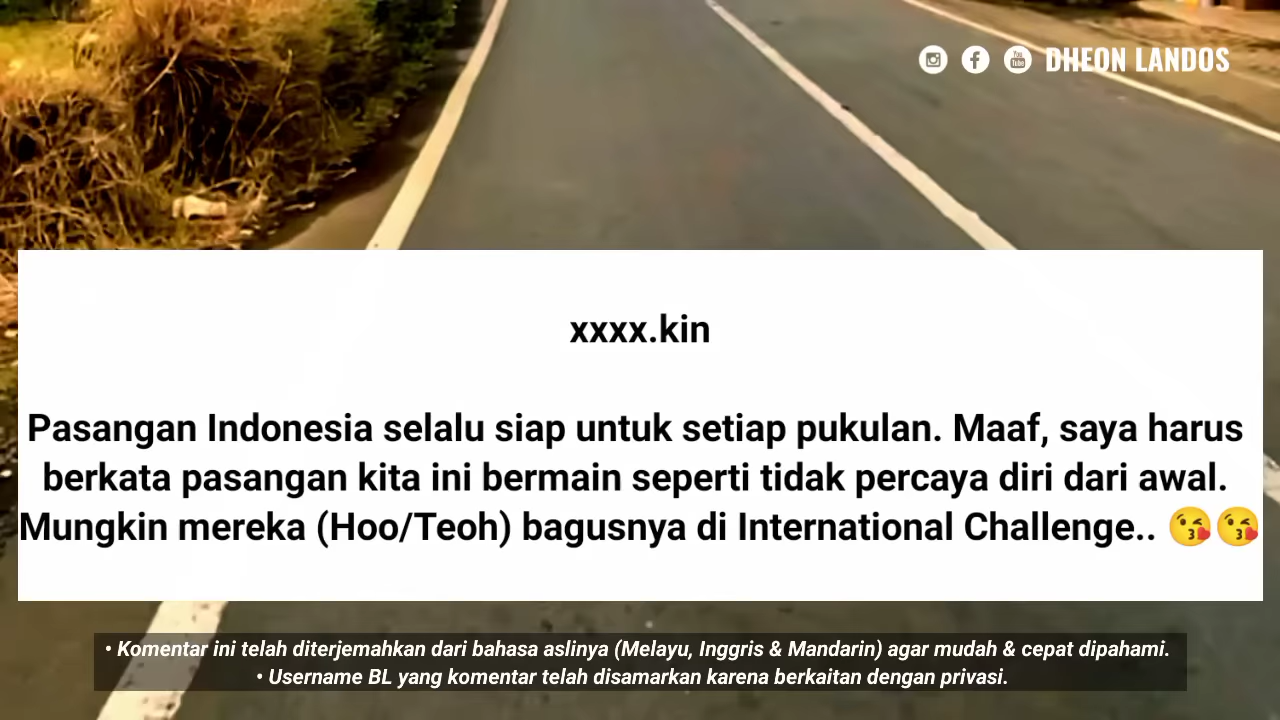 DHEON LANDOS
xxxx.kin
Pasangan Indonesia selalu siap untuk setiap pukulan. Maaf, saya harus
berkata pasangan kita ini bermain seperti tidak percaya diri dari awal.
Mungkin mereka (Hoo/Teoh) bagusnya di International Challenge.. 😘😘
• Komentar ini telah diterjemahkan dari bahasa aslinya (Melayu, Inggris & Mandarin) agar mudah & cepat dipahami.
• Username BL yang komentar telah disamarkan karena berkaitan dengan privasi.